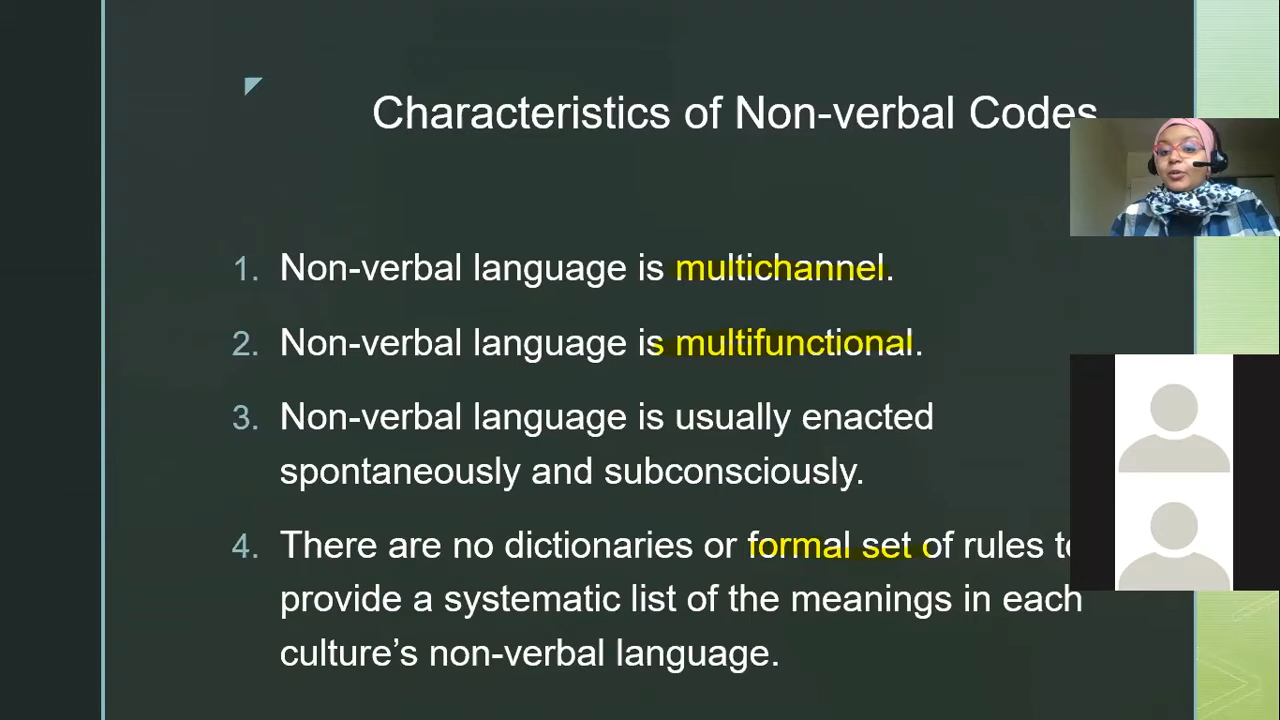 Characteristics of Non-verbal Codes
1. Non-verbal language is multichannel.
2. Non-verbal language is multifunctional.
3. Non-verbal language is usually enacted
spontaneously and subconsciously.
4. There are no dictionaries or formal set of rules to
provide a systematic list of the meanings in each
culture’s non-verbal language.